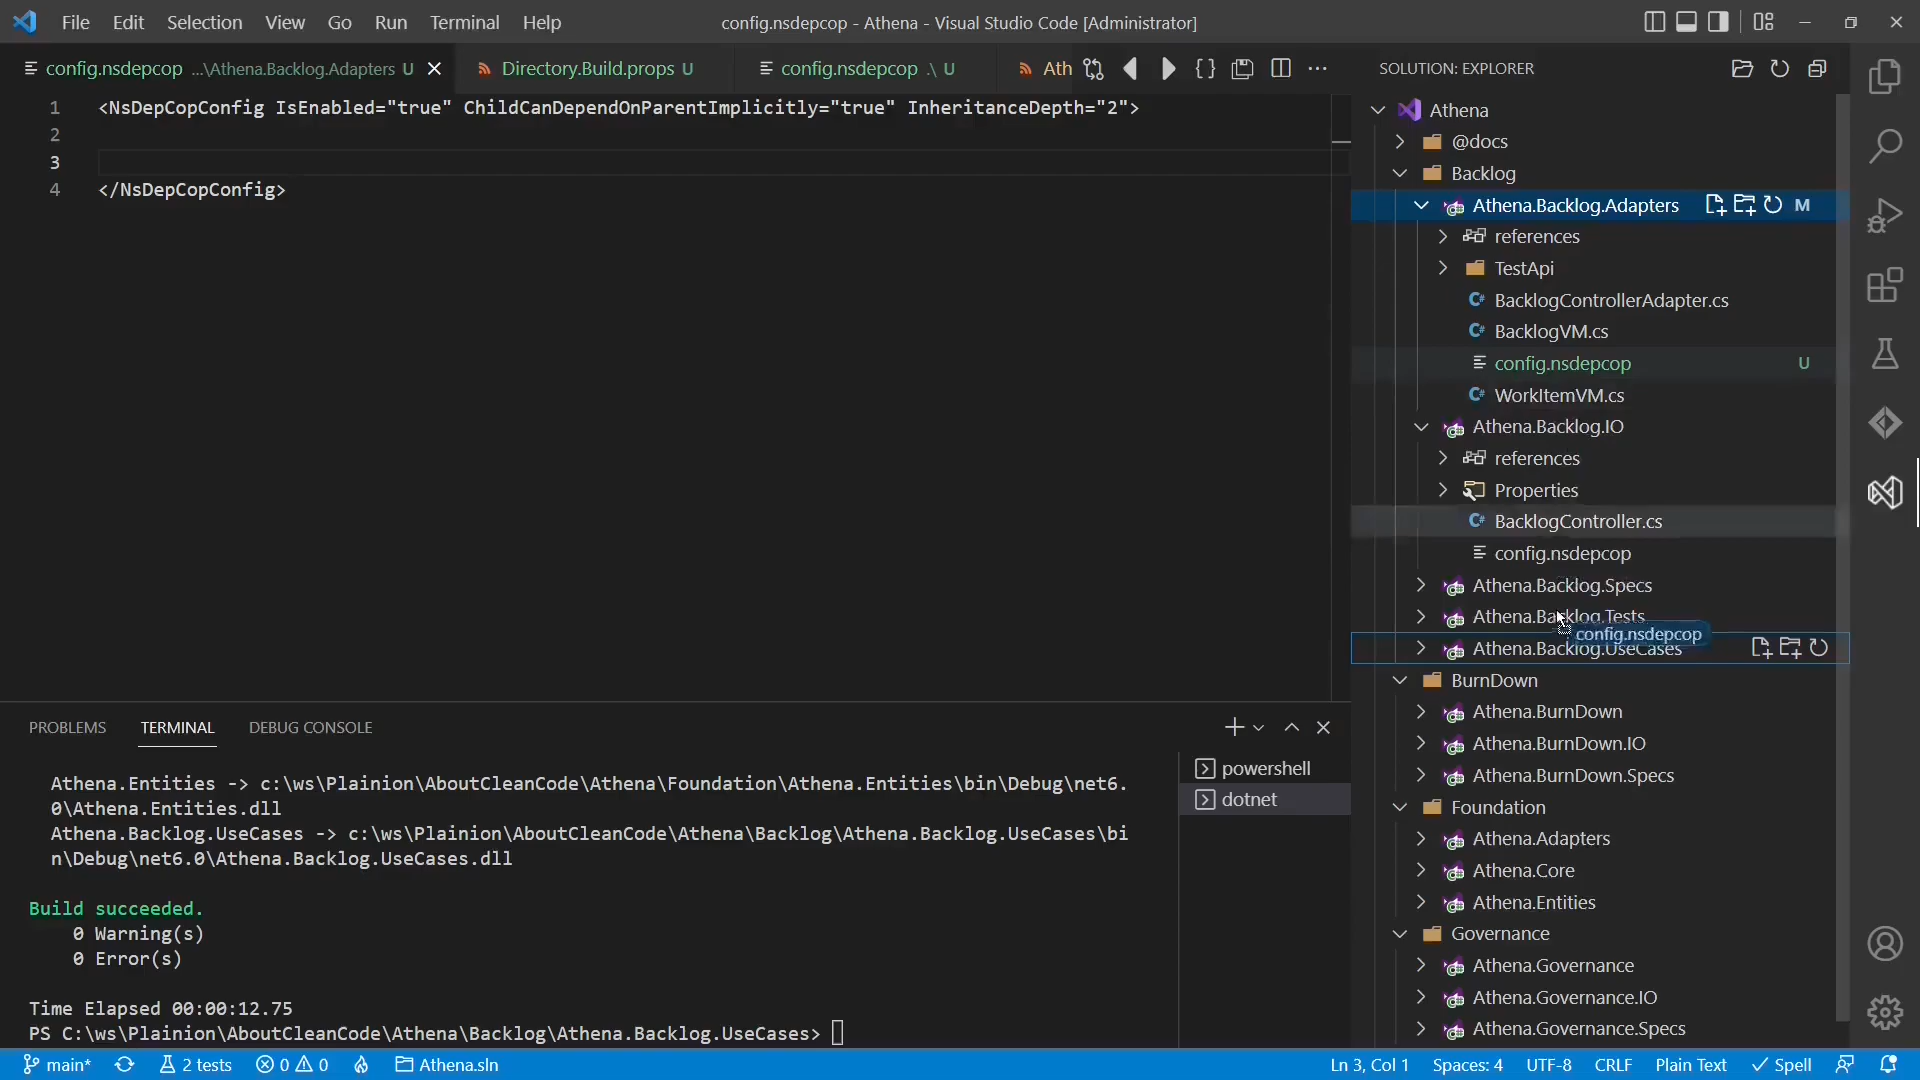 File Edit Selection View Go Run Terminal Help
config.nsdepcop - Athena - Visual Studio Code [Administrator]
config.nsdepcop ...\Athena.Backlog.Adapters U
Directory.Build.props U
config.nsdepcop .\ U
Ath
1 <NsDepCopConfig IsEnabled="true" ChildCanDependOnParentImplicitly="true" InheritanceDepth="2">
2
3
4 </NsDepCopConfig>
SOLUTION: EXPLORER
Athena
@docs
Backlog
Athena.Backlog.Adapters M
references
TestApi
BacklogControllerAdapter.cs
BacklogVM.cs
config.nsdepcop U
WorkItemVM.cs
Athena.Backlog.IO
references
Properties
BacklogController.cs
config.nsdepcop
Athena.Backlog.Specs
Athena.Backlog.Tests
config.nsdepcop
Athena.Backlog.UseCases
BurnDown
Athena.BurnDown
Athena.BurnDown.IO
Athena.BurnDown.Specs
Foundation
Athena.Adapters
Athena.Core
Athena.Entities
Governance
Athena.Governance
Athena.Governance.IO
Athena.Governance.Specs
PROBLEMS TERMINAL DEBUG CONSOLE
powershell
dotnet
Athena.Entities -> c:\ws\Plainion\AboutCleanCode\Athena\Foundation\Athena.Entities\bin\Debug\net6.
0\Athena.Entities.dll
Athena.Backlog.UseCases -> c:\ws\Plainion\AboutCleanCode\Athena\Backlog\Athena.Backlog.UseCases\bi
n\Debug\net6.0\Athena.Backlog.UseCases.dll
Build succeeded.
0 Warning(s)
0 Error(s)
Time Elapsed 00:00:12.75
PS C:\ws\Plainion\AboutCleanCode\Athena\Backlog\Athena.Backlog.UseCases>
main* 2 tests 0 0 Athena.sln
Ln 3, Col 1 Spaces: 4 UTF-8 CRLF Plain Text Spell